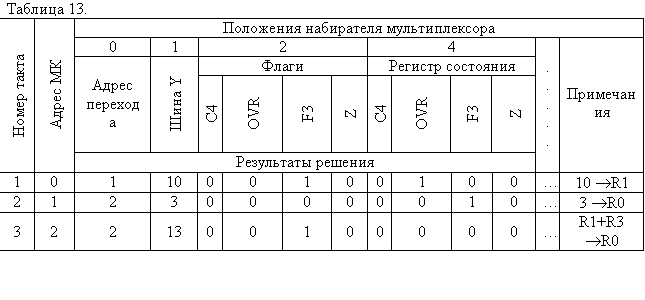 Таблица 13.
Номер такта
Адрес МК
Положения набирателя мультиплексора
0 1 2 4
Адрес переход а
Шина Y
Флаги
Регистр состояния
C4 OVR F3 Z C4 OVR F3 Z
. . . . .
Примечан ия
Результаты решения
1 0 1 10 0 0 1 0 0 1 0 0 ... 10 →R1
2 1 2 3 0 0 0 0 0 0 1 0 ... 3 →R0
3 2 2 13 0 0 1 0 0 0 0 0 ... R1+R3 →R0